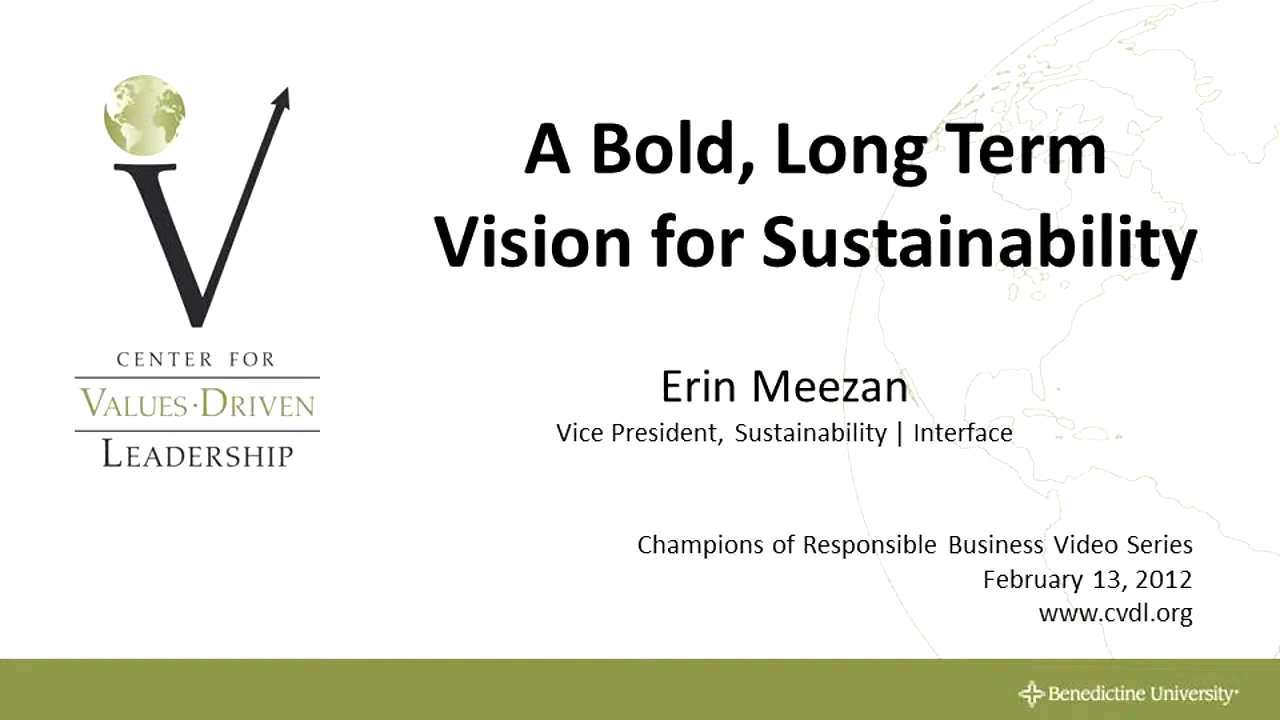 A Bold, Long Term
Vision for Sustainability
CENTER FOR
VALUES·DRIVEN
LEADERSHIP
Erin Meezan
Vice President, Sustainability | Interface
Champions of Responsible Business Video Series
February 13, 2012
www.cvdl.org
Benedictine University